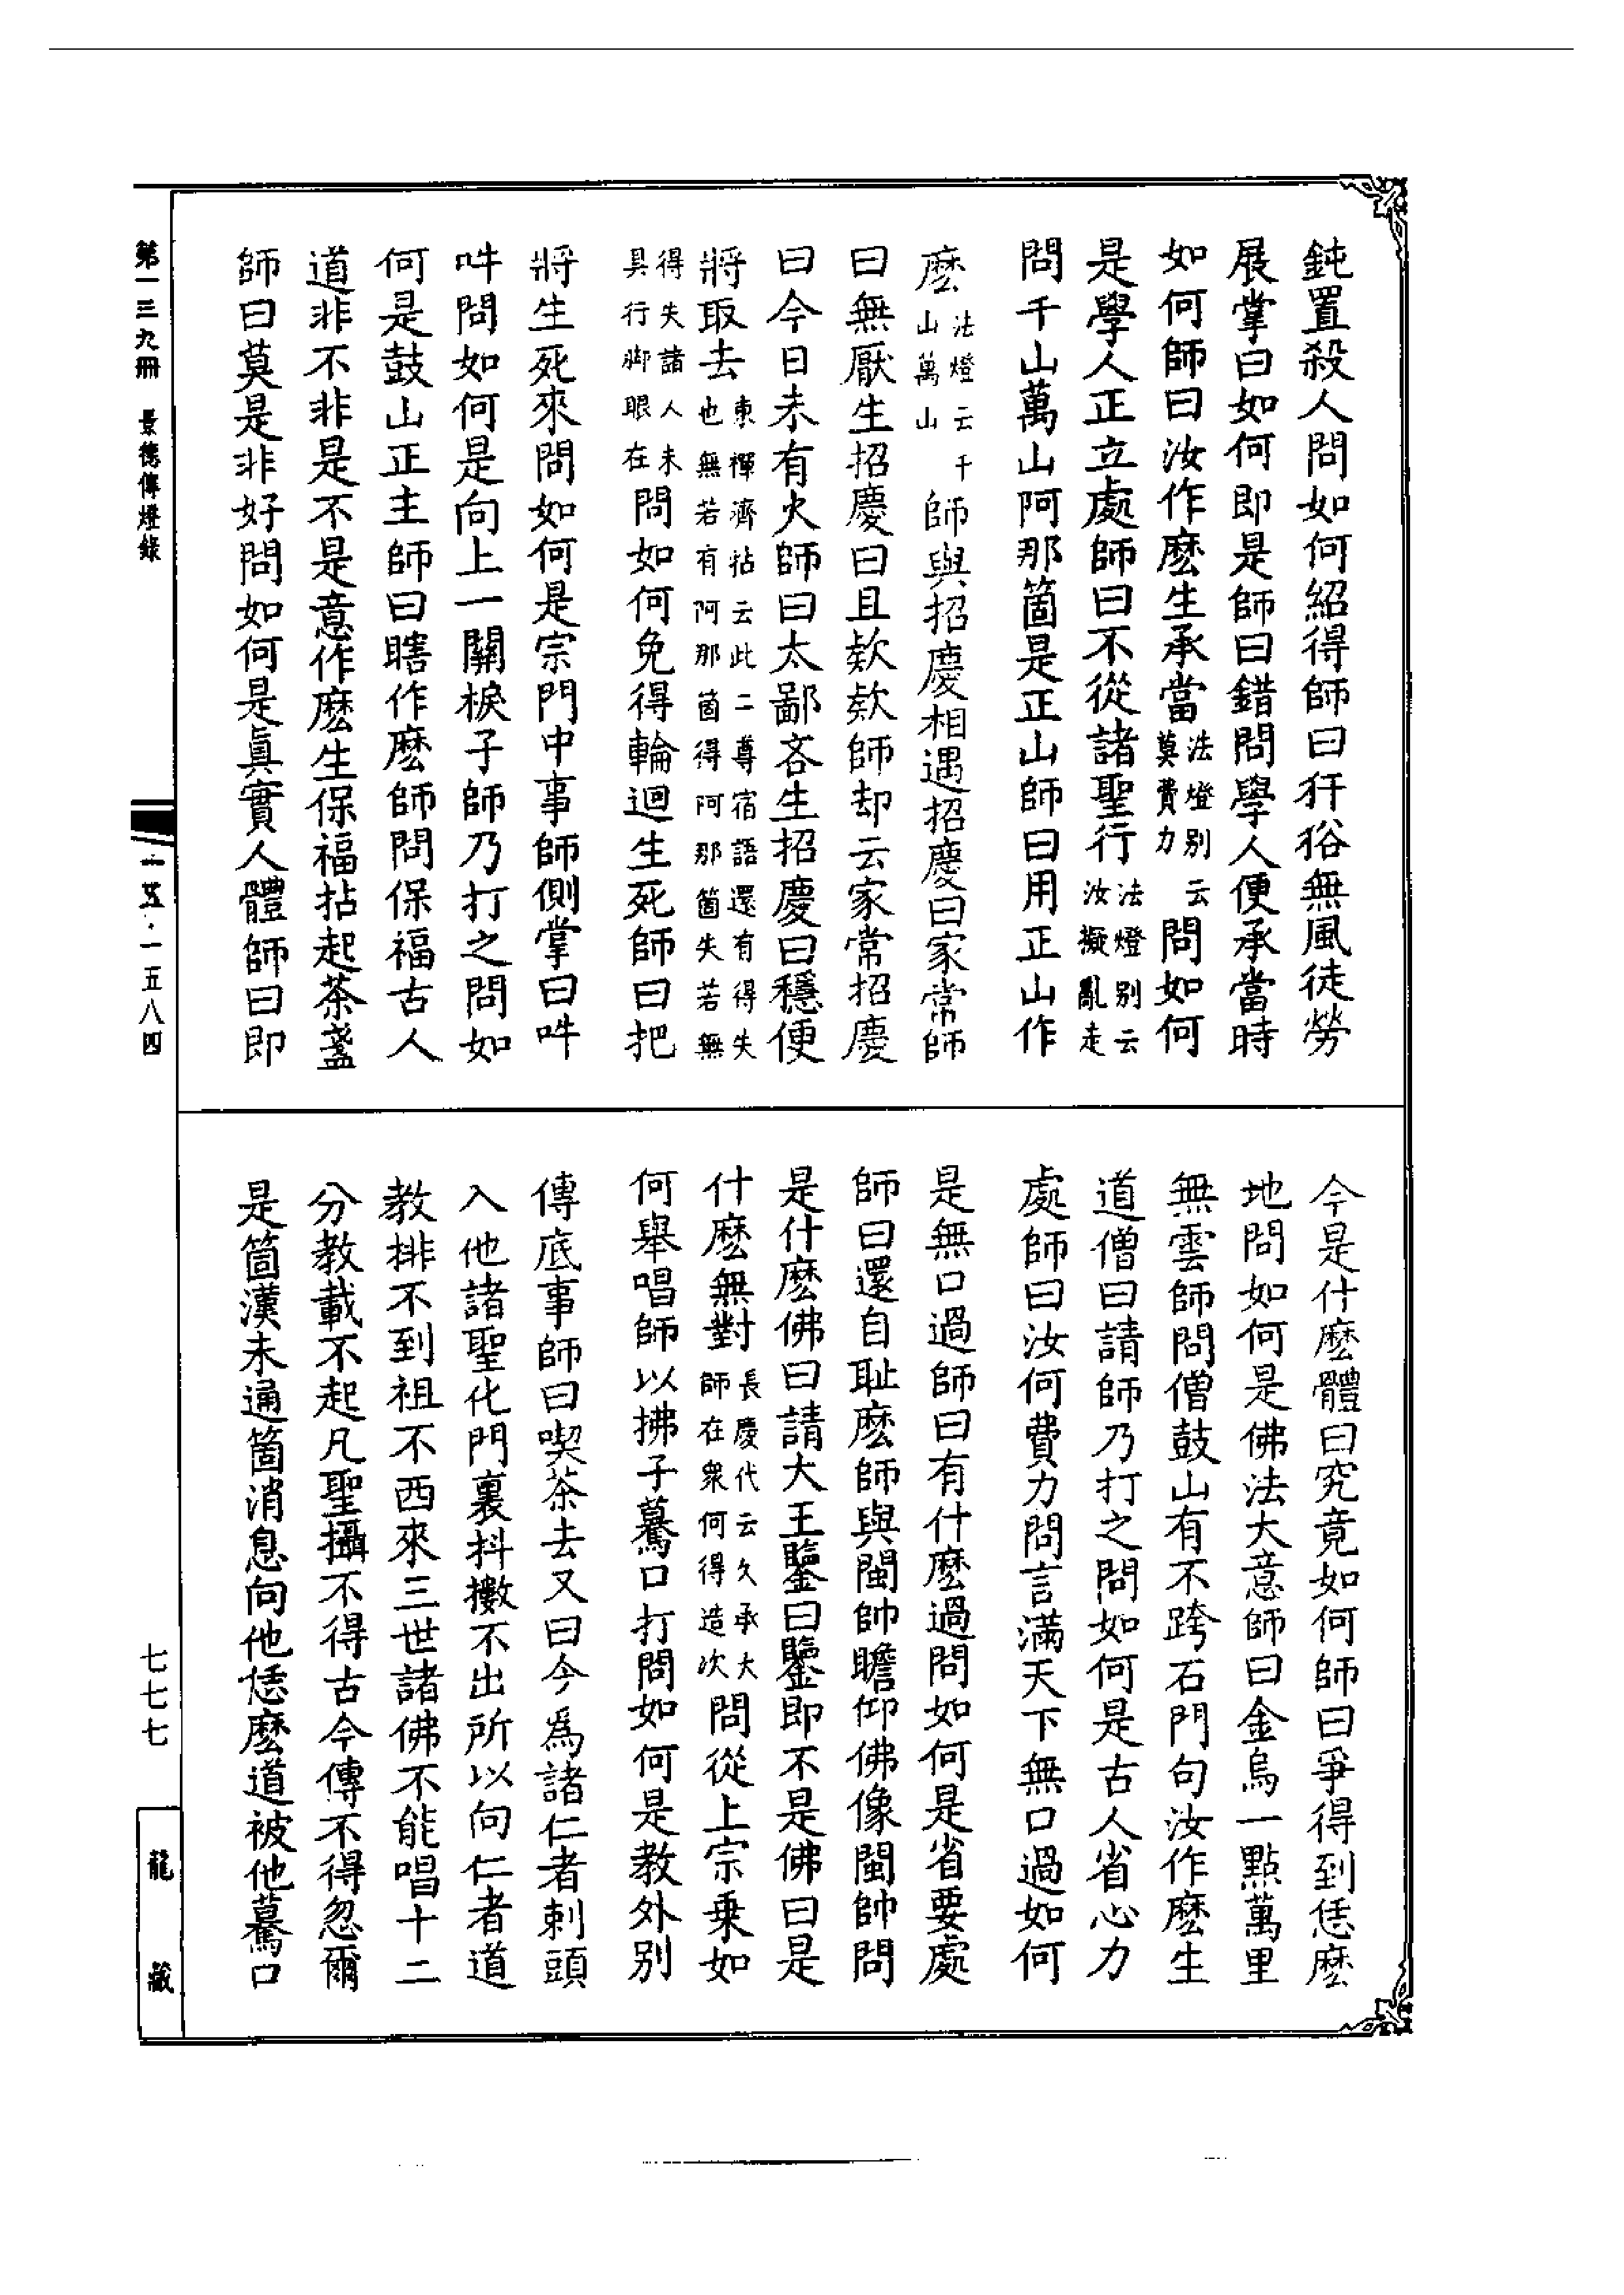 鈍置殺人問如何紹得師曰犴俗無風徒勞
展掌曰如何即是師曰錯問學人便承當時
如何師曰汝作麽生承當法燈别云莫費力問如何
是學人正立處師曰不從諸聖行法燈别云汝擬亂走
問千山萬山阿那箇是正山師曰用正山作
麽法燈云千山萬山師與招慶相遇招慶曰家常師
曰無厭生招慶曰且欵欵師却云家常招慶
曰今日未有火師曰太鄙吝生招慶曰穩便
將取去東禪齊拈云此二尊宿語還有得失也無若有阿那箇得阿那箇失若無
得失諸人未具行脚眼在問如何免得輪迴生死師曰把
將生死來問如何是宗門中事師側掌曰吽
吽問如何是向上一關棙子師乃打之問如
何是鼓山正主師曰瞎作麽師問保福古人
道非不非是不是意作麽生保福拈起茶盞
師曰莫是非好問如何是眞實人體師曰即
今是什麽體曰究竟如何師曰爭得到恁麽
地問如何是佛法大意師曰金烏一點萬里
無雲師問僧鼓山有不跨石門句汝作麽生
道僧曰請師乃打之問如何是古人省心力
處師曰汝何費力問言滿天下無口過如何
是無口過師曰有什麽過問如何是省要處
師曰還自耻麽師與閩帥瞻仰佛像閩帥問
是什麽佛曰請大王鑒曰鑒即不是佛曰是
什麽無對長慶代云久承大師在衆何得造次問從上宗乗如
何舉唱師以拂子驀口打問如何是教外别
傳底事師曰喫茶去又曰今爲諸仁者刺頭
入他諸聖化門裏抖擻不出所以向仁者道
教排不到祖不西來三世諸佛不能唱十二
分教載不起凡聖攝不得古今傳不得忽爾
是箇漢未通箇消息向他恁麽道被他驀口
第一三九冊 景德傳燈錄
一五八四
七七七
龍藏